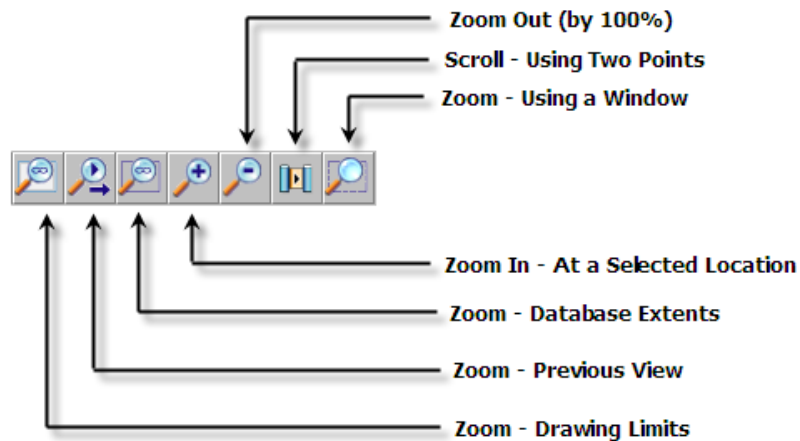 Zoom Out (by 100%)
Scroll - Using Two Points
Zoom - Using a Window
Zoom In - At a Selected Location
Zoom - Database Extents
Zoom - Previous View
Zoom - Drawing Limits